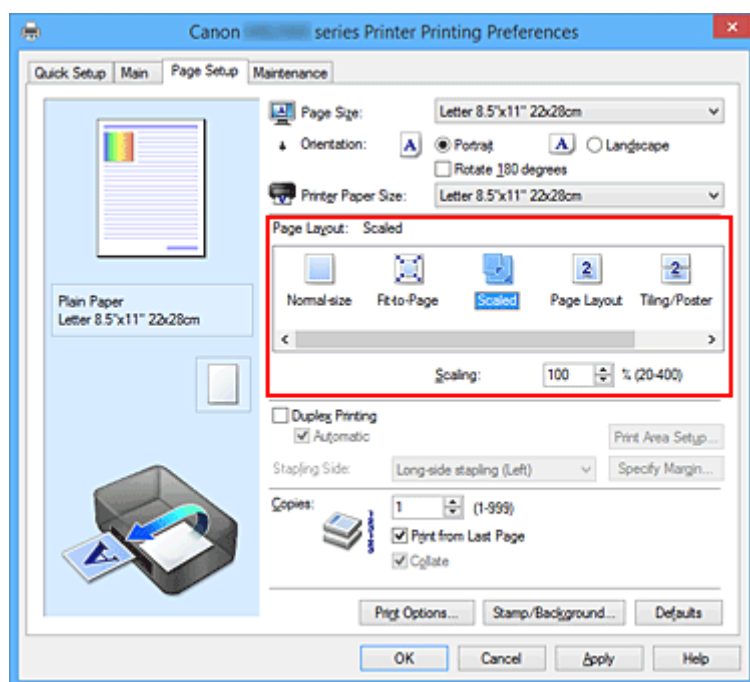 Canon series Printer Printing Preferences
Quick Setup Main Page Setup Maintenance
Page Size: Letter 8.5"x11" 22x28cm
Orientation: A Portrait A Landscape
Rotate 180 degrees
Printer Paper Size: Letter 8.5"x11" 22x28cm
Page Layout: Scaled
Normal-size Fit-to-Page Scaled Page Layout Tiling/Poster
Scaling: 100 % (20-400)
Plain Paper
Letter 8.5"x11" 22x28cm
Duplex Printing
Automatic Print Area Setup...
Stapling Side: Long-side stapling (Left) Specify Margin...
Copies: 1 (1-999)
Print from Last Page
Collate
Print Options... Stamp/Background... Defaults
OK Cancel Apply Help